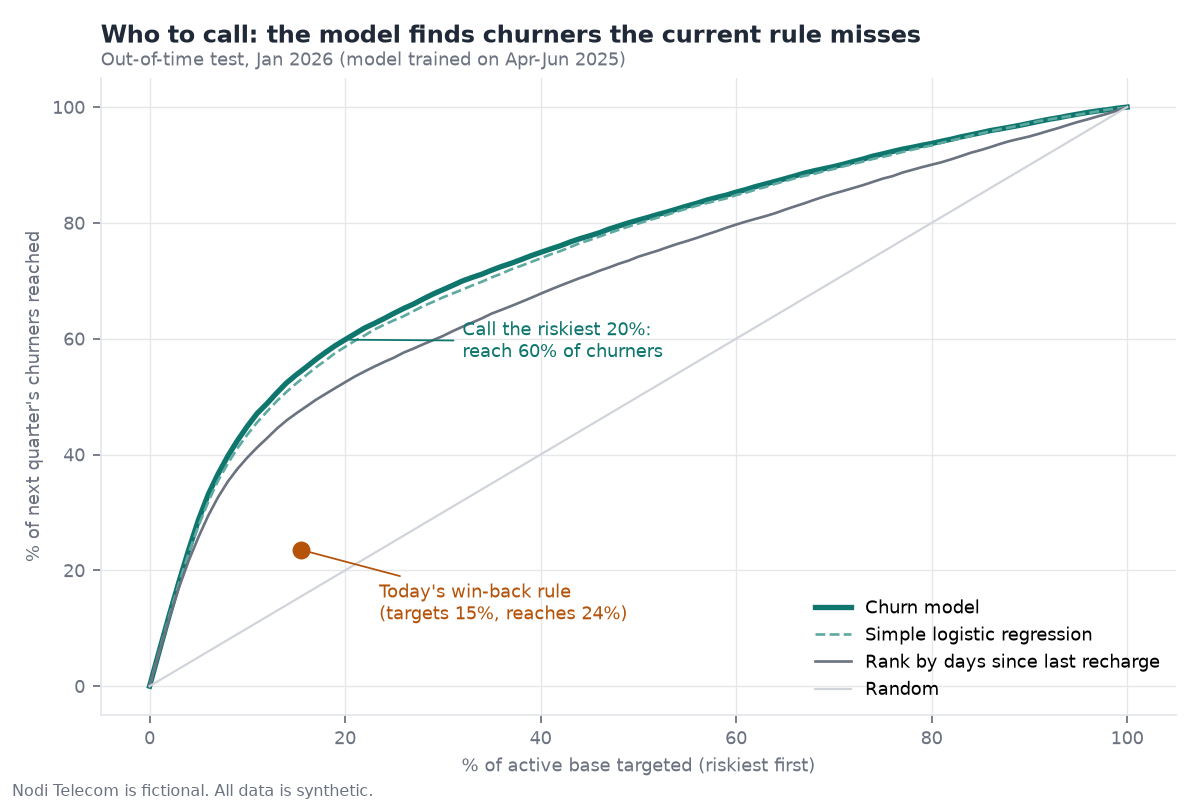 Who to call: the model finds churners the current rule misses
Out-of-time test, Jan 2026 (model trained on Apr-Jun 2025)
100
80
60
40
20
0
% of next quarter's churners reached
Call the riskiest 20%:
reach 60% of churners
Today's win-back rule
(targets 15%, reaches 24%)
Churn model
Simple logistic regression
Rank by days since last recharge
Random
0
20
40
60
80
100
% of active base targeted (riskiest first)
Nodi Telecom is fictional. All data is synthetic.